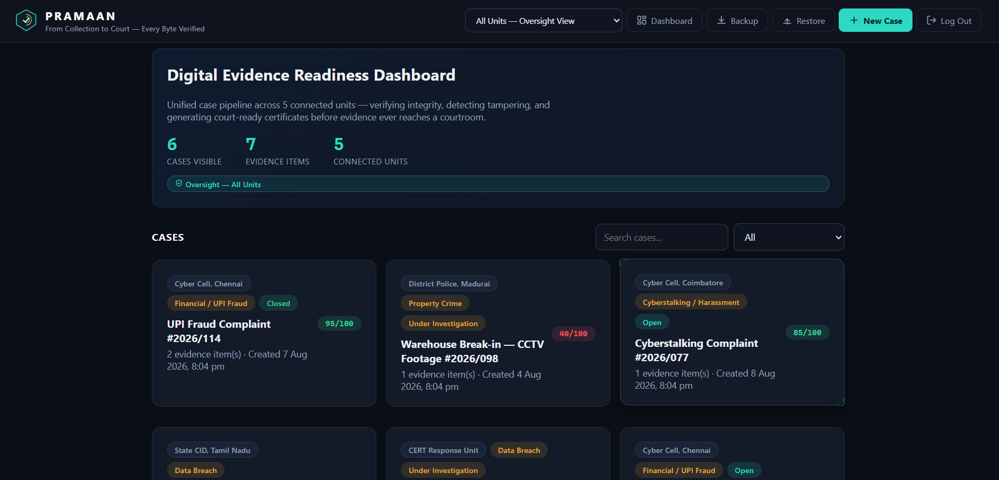 PRAMAAN
From Collection to Court — Every Byte Verified
All Units — Oversight View
Dashboard
Backup
Restore
New Case
Log Out
Digital Evidence Readiness Dashboard
Unified case pipeline across 5 connected units — verifying integrity, detecting tampering, and
generating court-ready certificates before evidence ever reaches a courtroom.
6
CASES VISIBLE
7
EVIDENCE ITEMS
5
CONNECTED UNITS
Oversight — All Units
CASES
Search cases...
All
Cyber Cell, Chennai
Financial / UPI Fraud
Closed
UPI Fraud Complaint
#2026/114
95/100
2 evidence item(s) · Created 7 Aug
2026, 8:04 pm
District Police, Madurai
Property Crime
Under Investigation
40/100
Warehouse Break-in — CCTV
Footage #2026/098
1 evidence item(s) · Created 4 Aug
2026, 8:04 pm
Cyber Cell, Coimbatore
Cyberstalking / Harassment
Open
85/100
Cyberstalking Complaint
#2026/077
1 evidence item(s) · Created 8 Aug
2026, 8:04 pm
State CID, Tamil Nadu
Data Breach
CERT Response Unit
Data Breach
Under Investigation
Cyber Cell, Chennai
Financial / UPI Fraud
Open